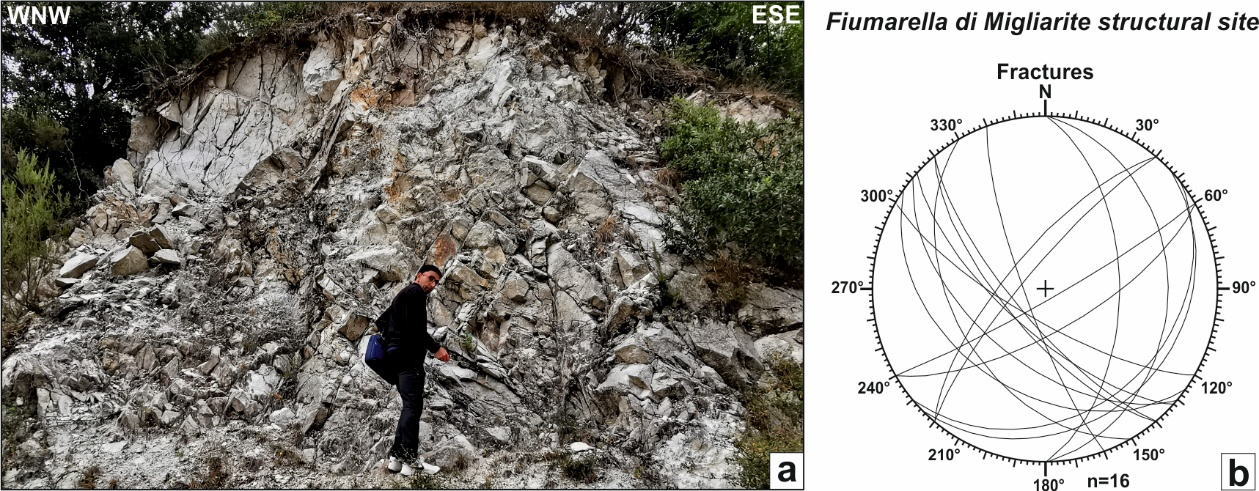 WNW
ESE
a
Fiumarella di Migliarite structural site
Fractures
N
330°
30°
300°
60°
270°
90°
240°
120°
210°
150°
180°
n=16
b